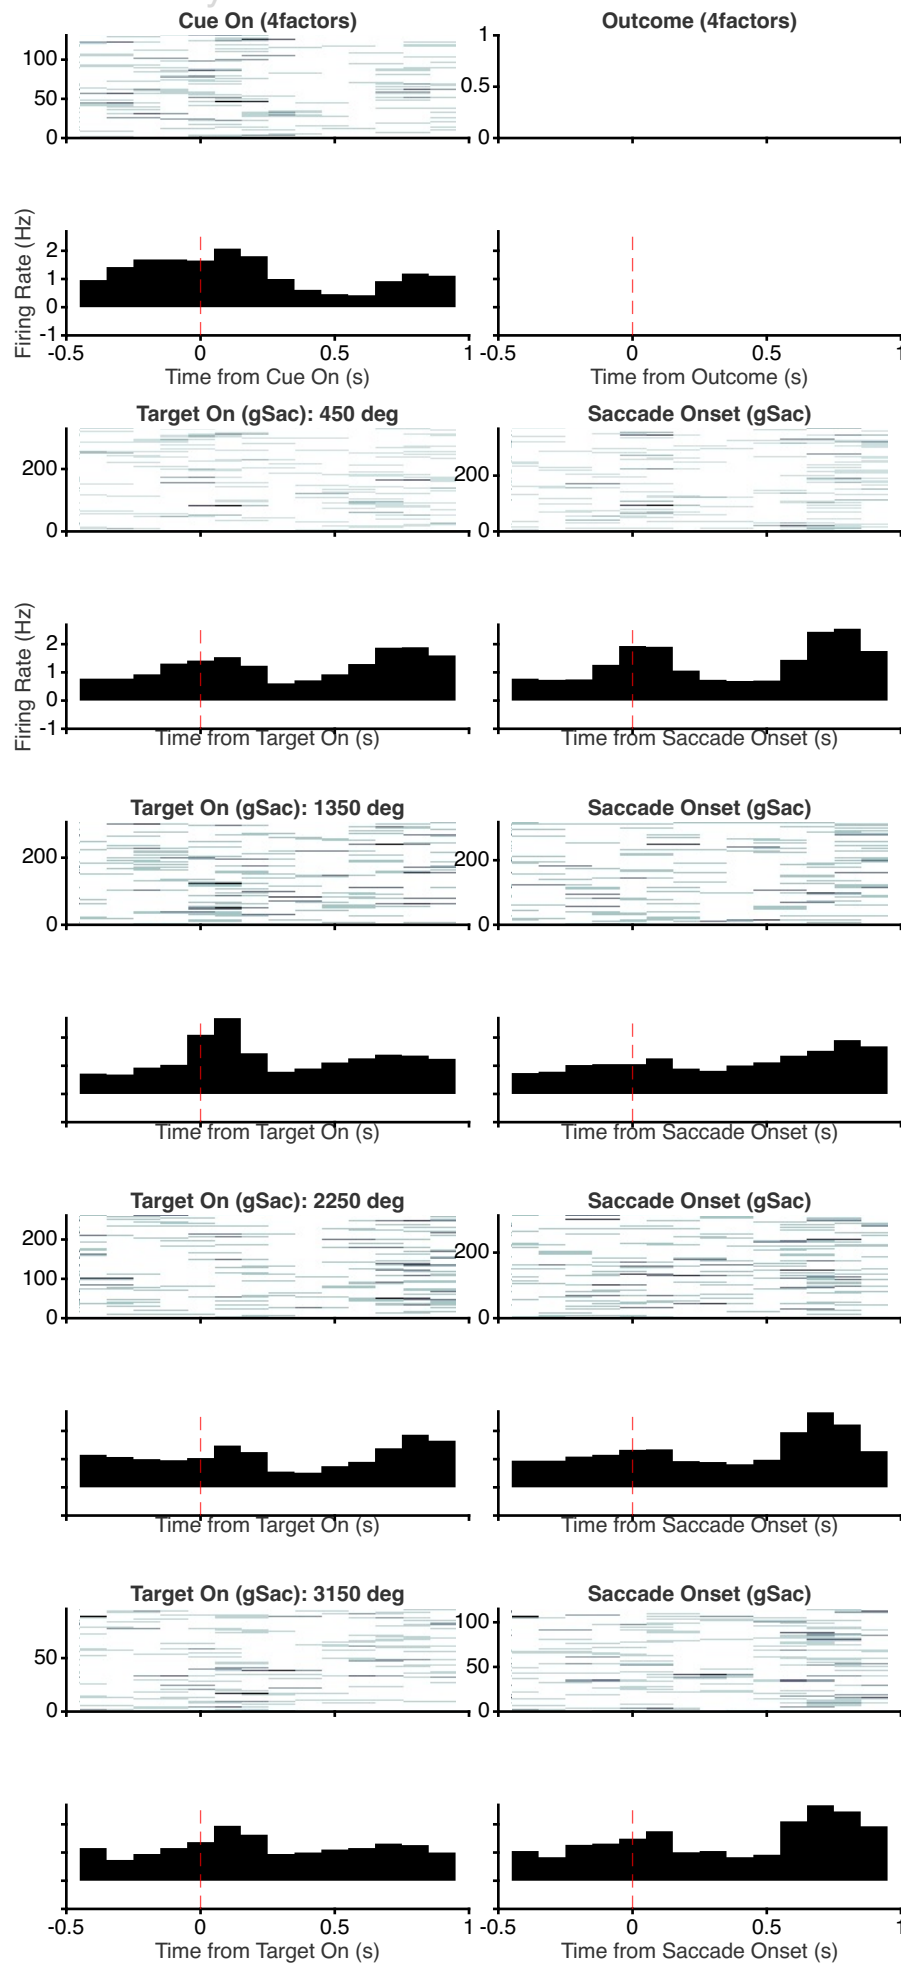 Cue On (4factors)
Outcome (4factors)
100
50
0
1
0.5
0
Firing Rate (Hz)
2
1
0
-1
-0.5 0 0.5 1
-0.5 0 0.5 1
Time from Cue On (s)
Time from Outcome (s)
Target On (gSac): 450 deg
Saccade Onset (gSac)
200
0
200
0
Firing Rate (Hz)
2
1
0
-1
Time from Target On (s)
Time from Saccade Onset (s)
Target On (gSac): 1350 deg
Saccade Onset (gSac)
200
0
200
0
Time from Target On (s)
Time from Saccade Onset (s)
Target On (gSac): 2250 deg
Saccade Onset (gSac)
200
100
0
200
0
Time from Target On (s)
Time from Saccade Onset (s)
Target On (gSac): 3150 deg
Saccade Onset (gSac)
50
0
100
50
0
-0.5 0 0.5 1
-0.5 0 0.5 1
Time from Target On (s)
Time from Saccade Onset (s)